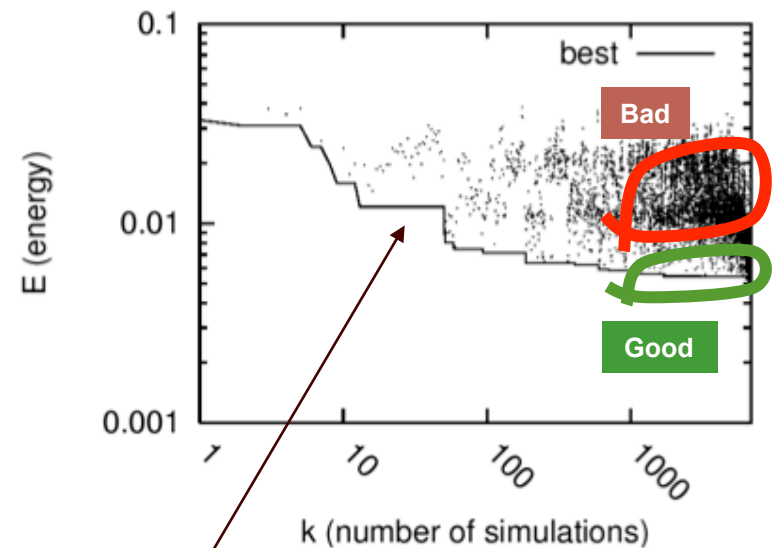 0.1
best
Bad
E (energy)
0.01
Good
0.001
1
10
100
1000
k (number of simulations)